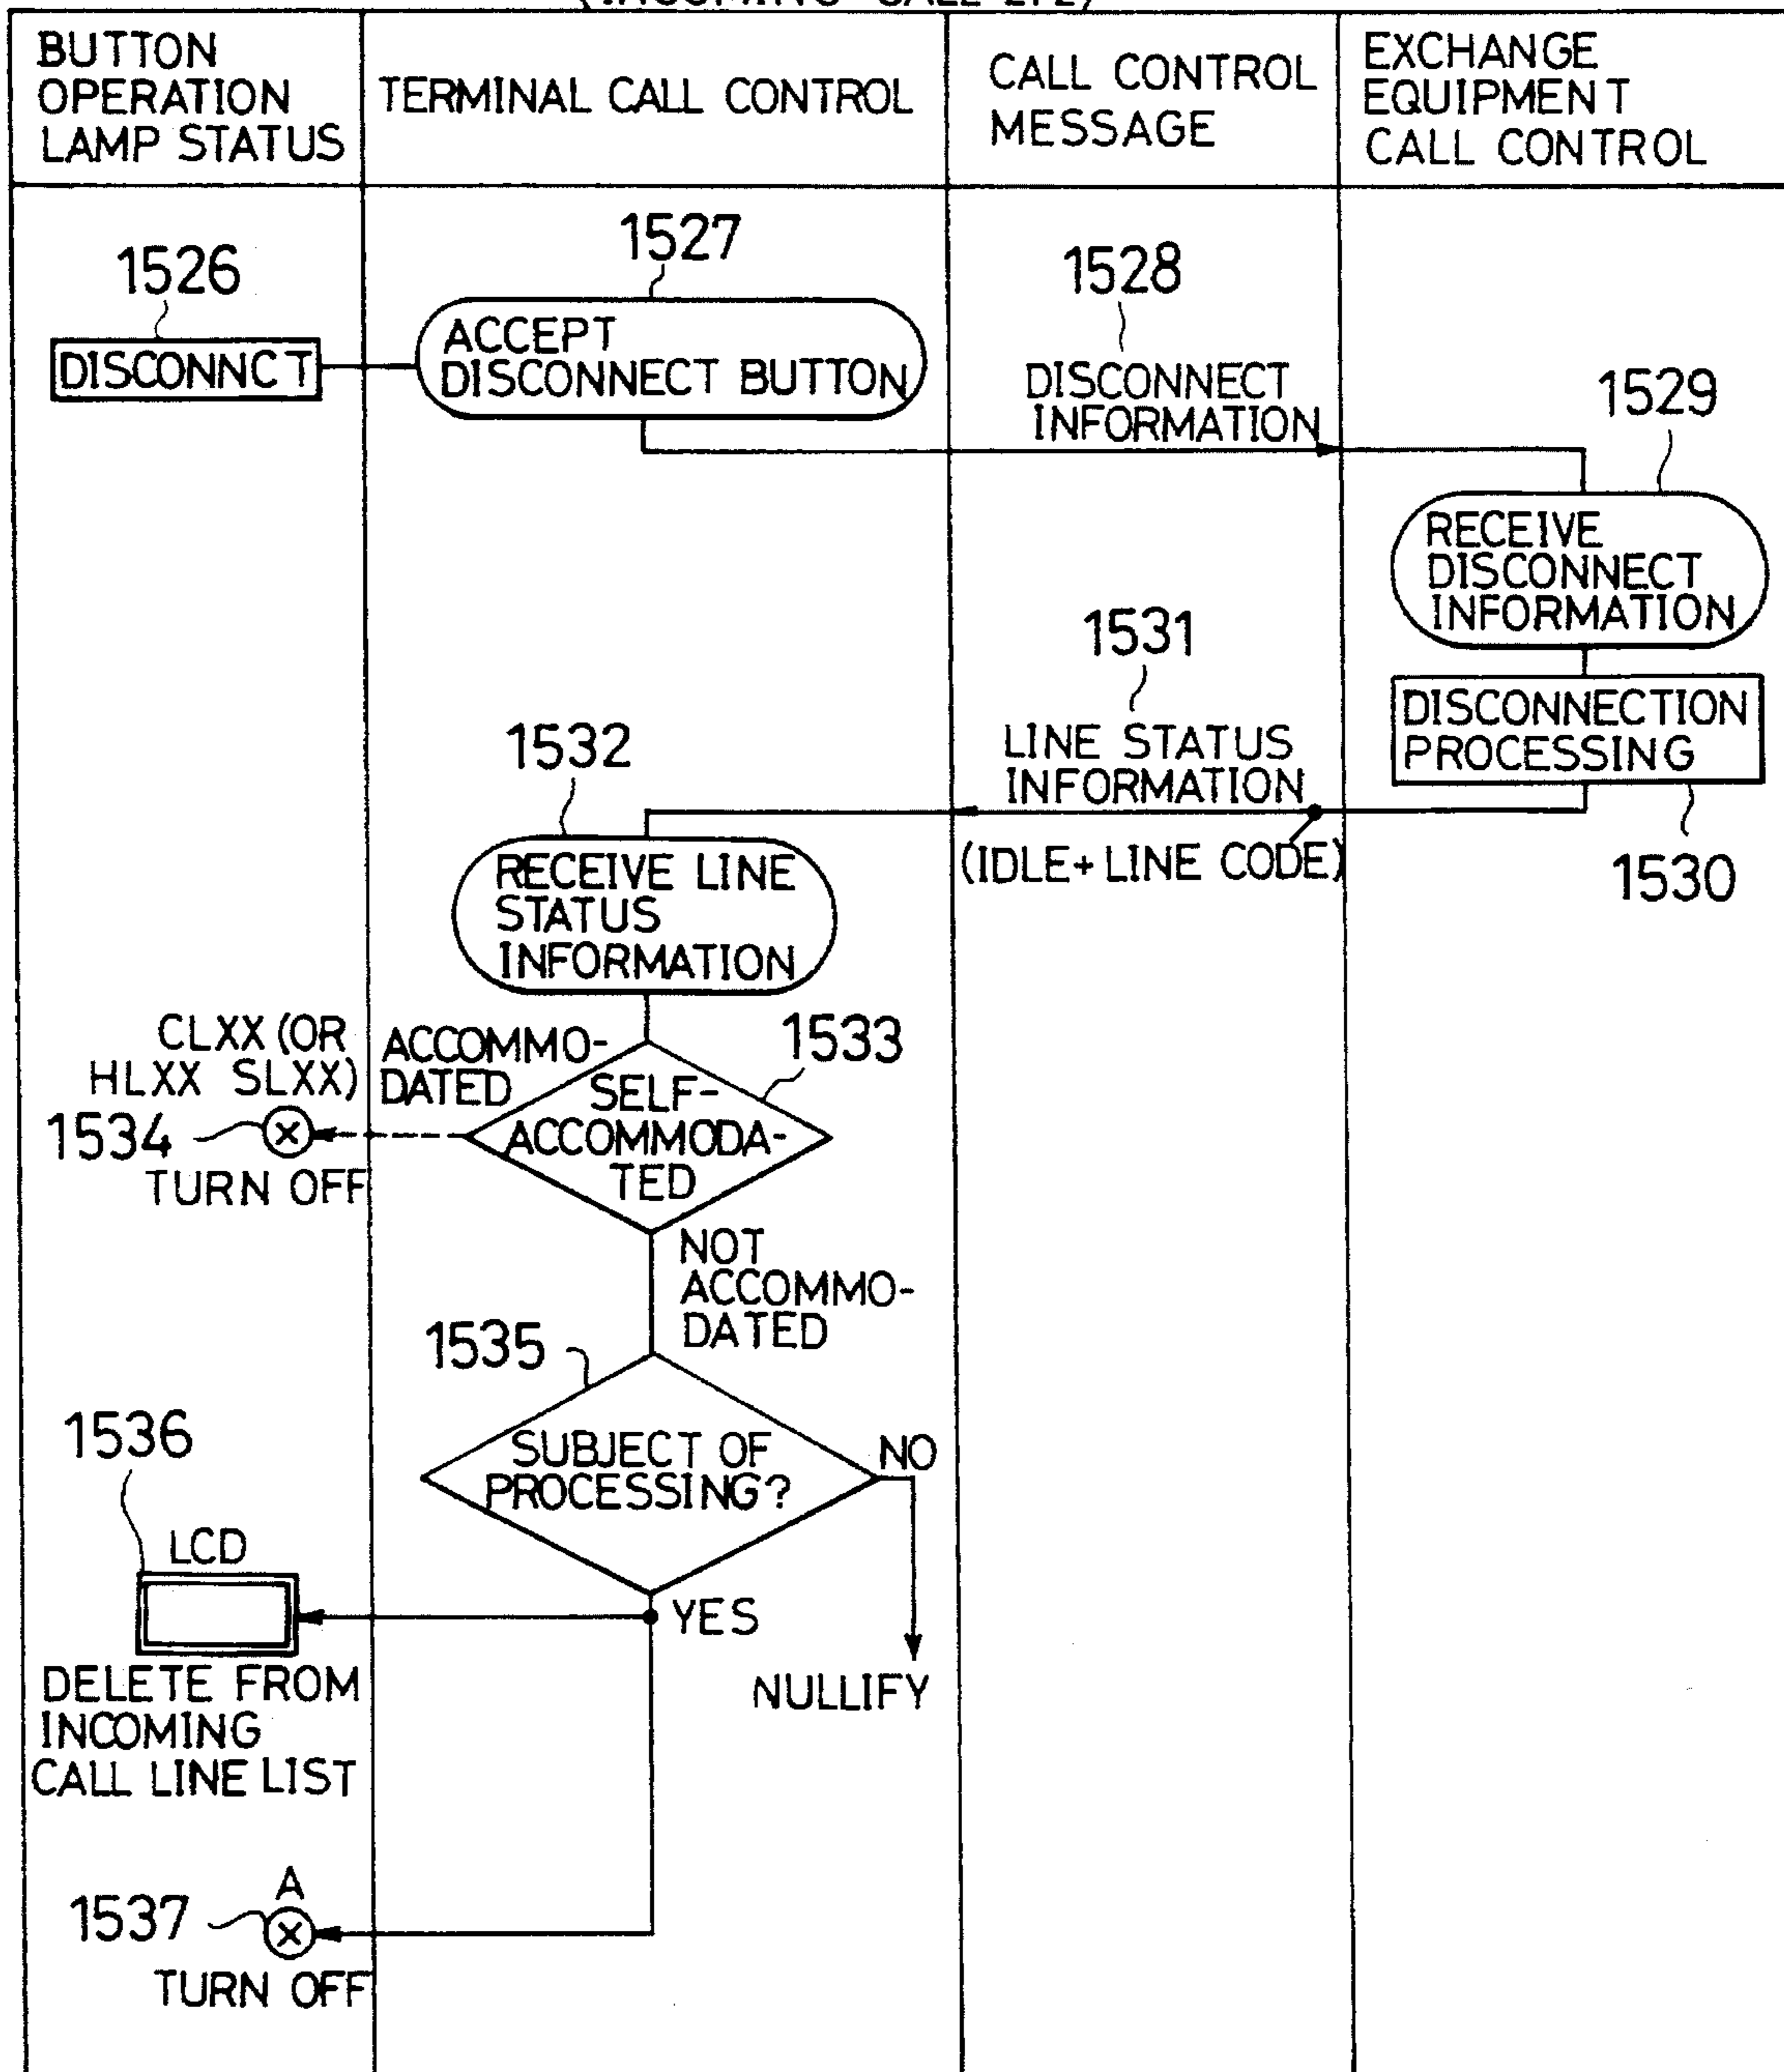 (INCOMING CALL 2/2)
BUTTON
OPERATION
LAMP STATUS
TERMINAL CALL CONTROL
CALL CONTROL
MESSAGE
EXCHANGE
EQUIPMENT
CALL CONTROL
1526
DISCONNCT
1527
ACCEPT
DISCONNECT BUTTON
1528
DISCONNECT
INFORMATION
1529
RECEIVE
DISCONNECT
INFORMATION
DISCONNECTION
PROCESSING
1530
1531
LINE STATUS
INFORMATION
(IDLE+LINE CODE)
1532
RECEIVE LINE
STATUS
INFORMATION
1533
SELF-
ACCOMMODA-
TED
ACCOMMO-
DATED
CLXX (OR
HLXX SLXX)
1534
TURN OFF
NOT
ACCOMMO-
DATED
1535
SUBJECT OF
PROCESSING?
NO
NULLIFY
YES
1536
LCD
DELETE FROM
INCOMING
CALL LINE LIST
A
1537
TURN OFF